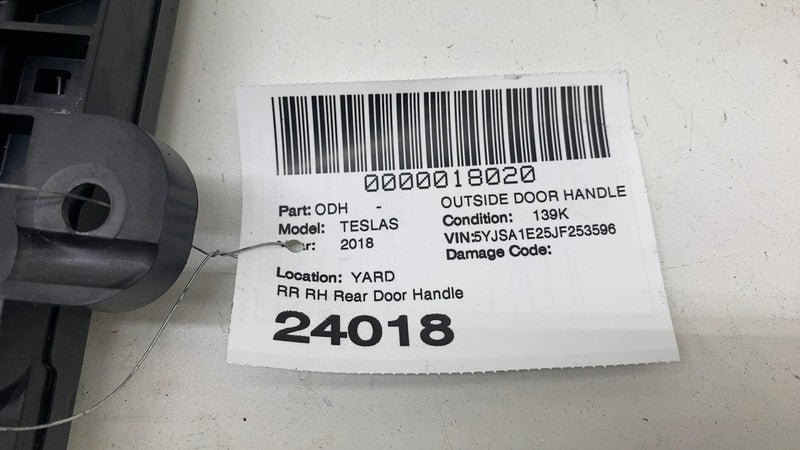 0000018020
Part: ODH - OUTSIDE DOOR HANDLE
Model: TESLAS Condition: 139K
2018 VIN:5YJSA1E25JF253596
Damage Code:
Location: YARD
RR RH Rear Door Handle
24018